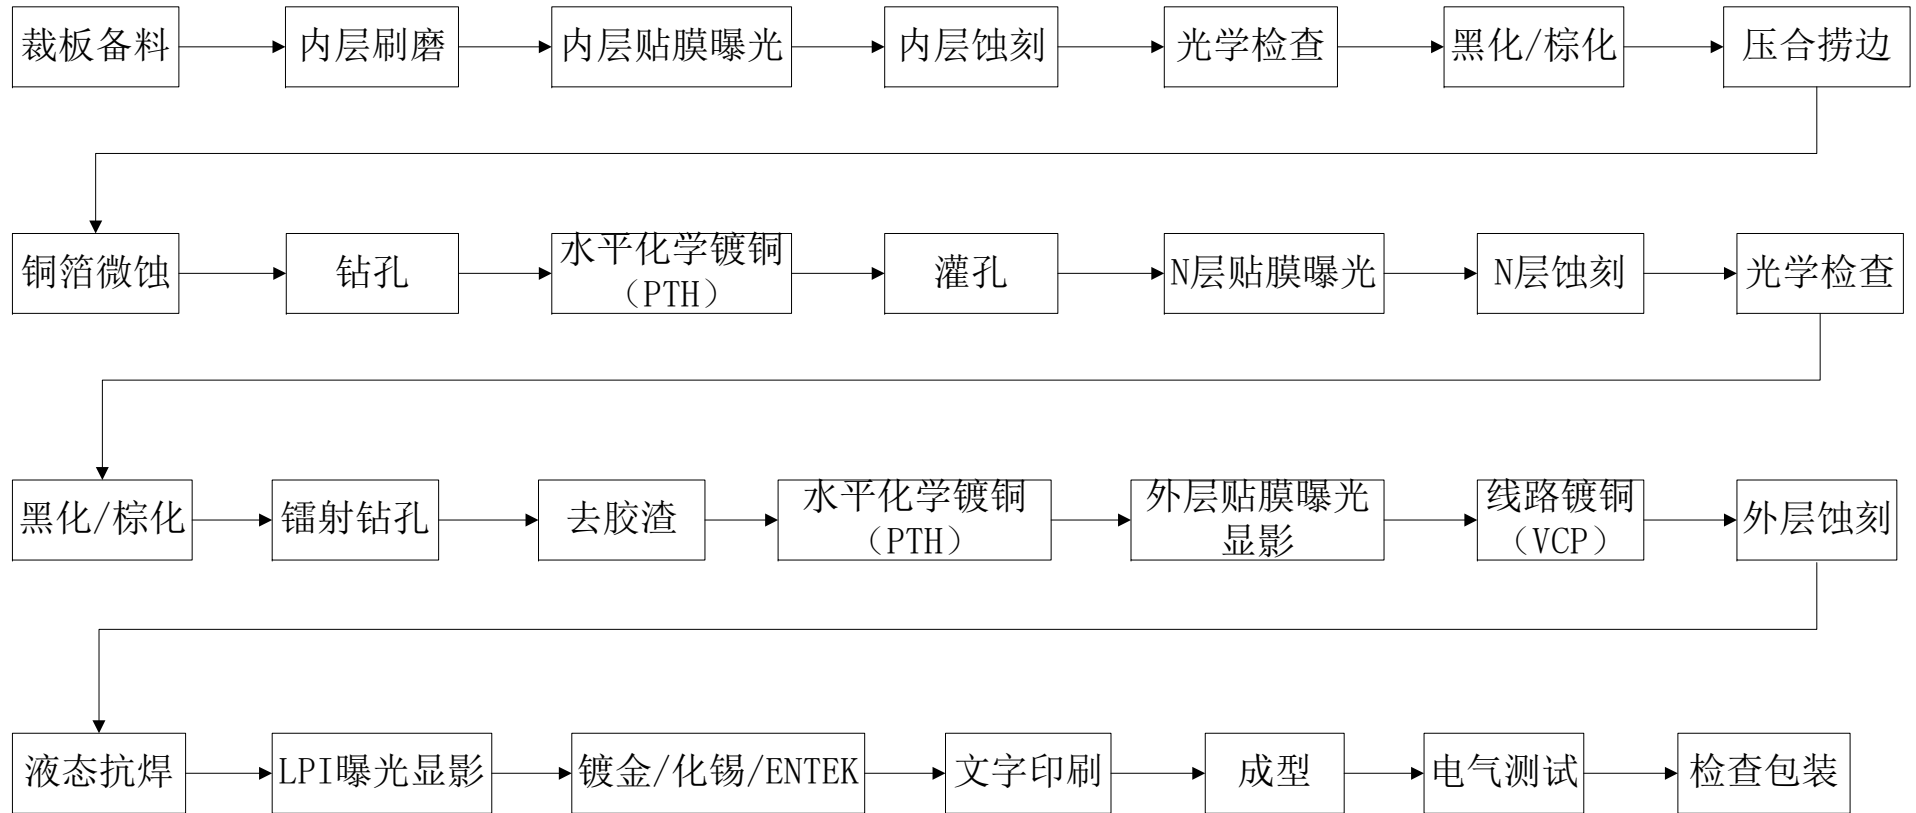 裁板备料
内层刷磨
内层贴膜曝光
内层蚀刻
光学检查
黑化/棕化
压合捞边
铜箔微蚀
钻孔
水平化学镀铜
（PTH）
灌孔
N层贴膜曝光
N层蚀刻
光学检查
黑化/棕化
镭射钻孔
去胶渣
水平化学镀铜
（PTH）
外层贴膜曝光
显影
线路镀铜
（VCP）
外层蚀刻
液态抗焊
LPI曝光显影
镀金/化锡/ENTEK
文字印刷
成型
电气测试
检查包装